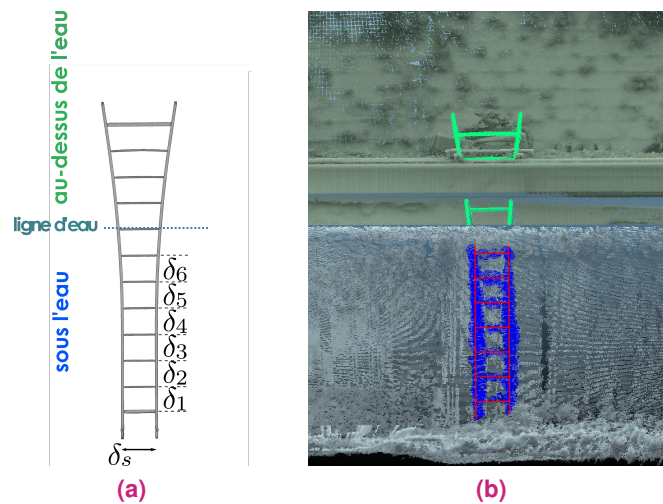 au-dessus de l'eau
ligne d'eau
sous l'eau
δ6
δ5
δ4
δ3
δ2
δ1
δs
(a)
(b)